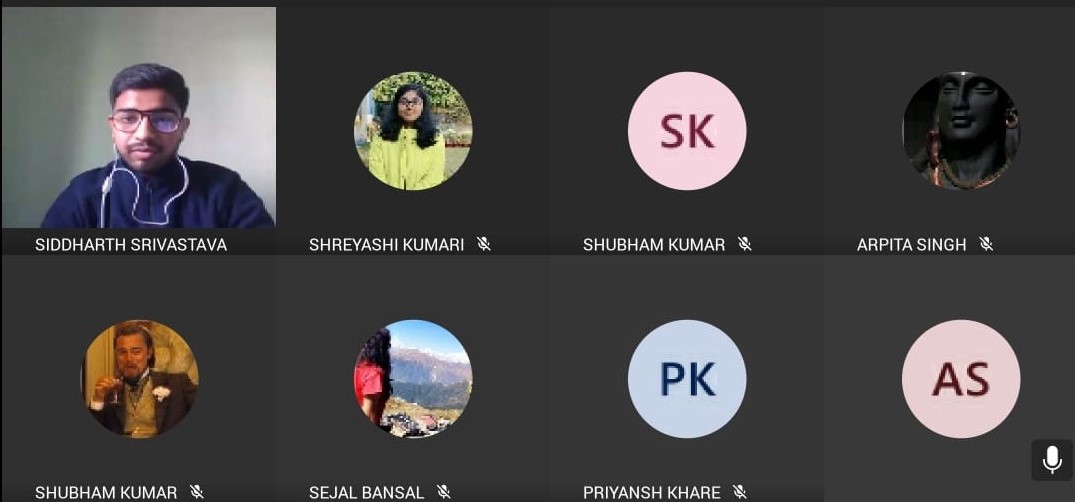 SK
SIDDHARTH SRIVASTAVA
SHREYASHI KUMARI
SHUBHAM KUMAR
ARPITA SINGH
PK
AS
SHUBHAM KUMAR
SEJAL BANSAL
PRIYANSH KHARE